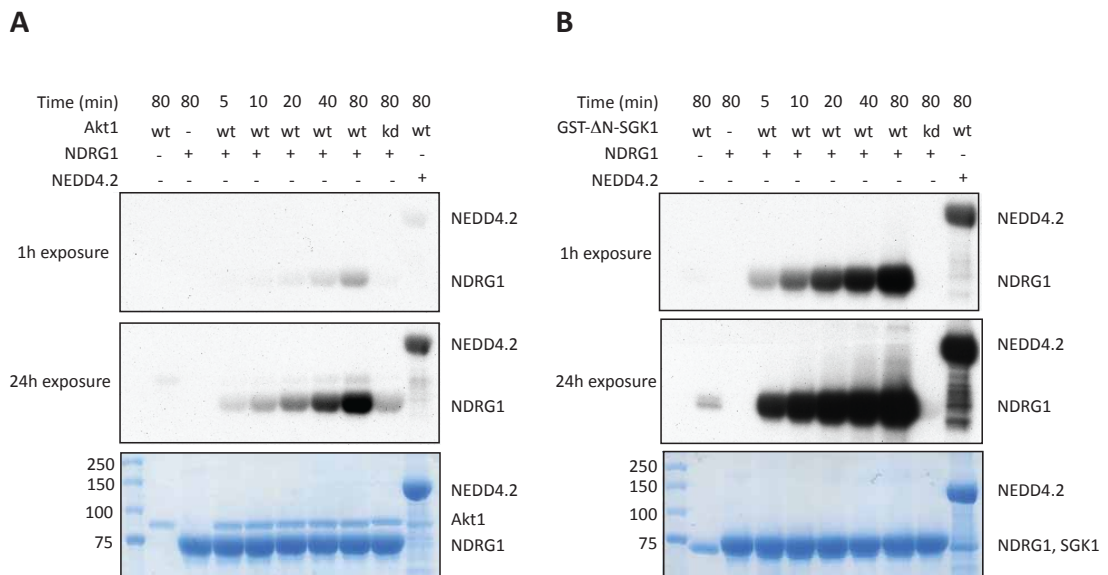 A
Time (min) 80 80 5 10 20 40 80 80 80
Akt1 wt - wt wt wt wt wt kd wt
NDRG1 - + + + + + + + -
NEDD4.2 - - - - - - - - +
1h exposure
NEDD4.2
NDRG1
24h exposure
NEDD4.2
NDRG1
250
150
100
75
NEDD4.2
Akt1
NDRG1
B
Time (min) 80 80 5 10 20 40 80 80 80
GST-ΔN-SGK1 wt - wt wt wt wt wt kd wt
NDRG1 - + + + + + + + -
NEDD4.2 - - - - - - - - +
1h exposure
NEDD4.2
NDRG1
24h exposure
NEDD4.2
NDRG1
250
150
100
75
NEDD4.2
NDRG1, SGK1